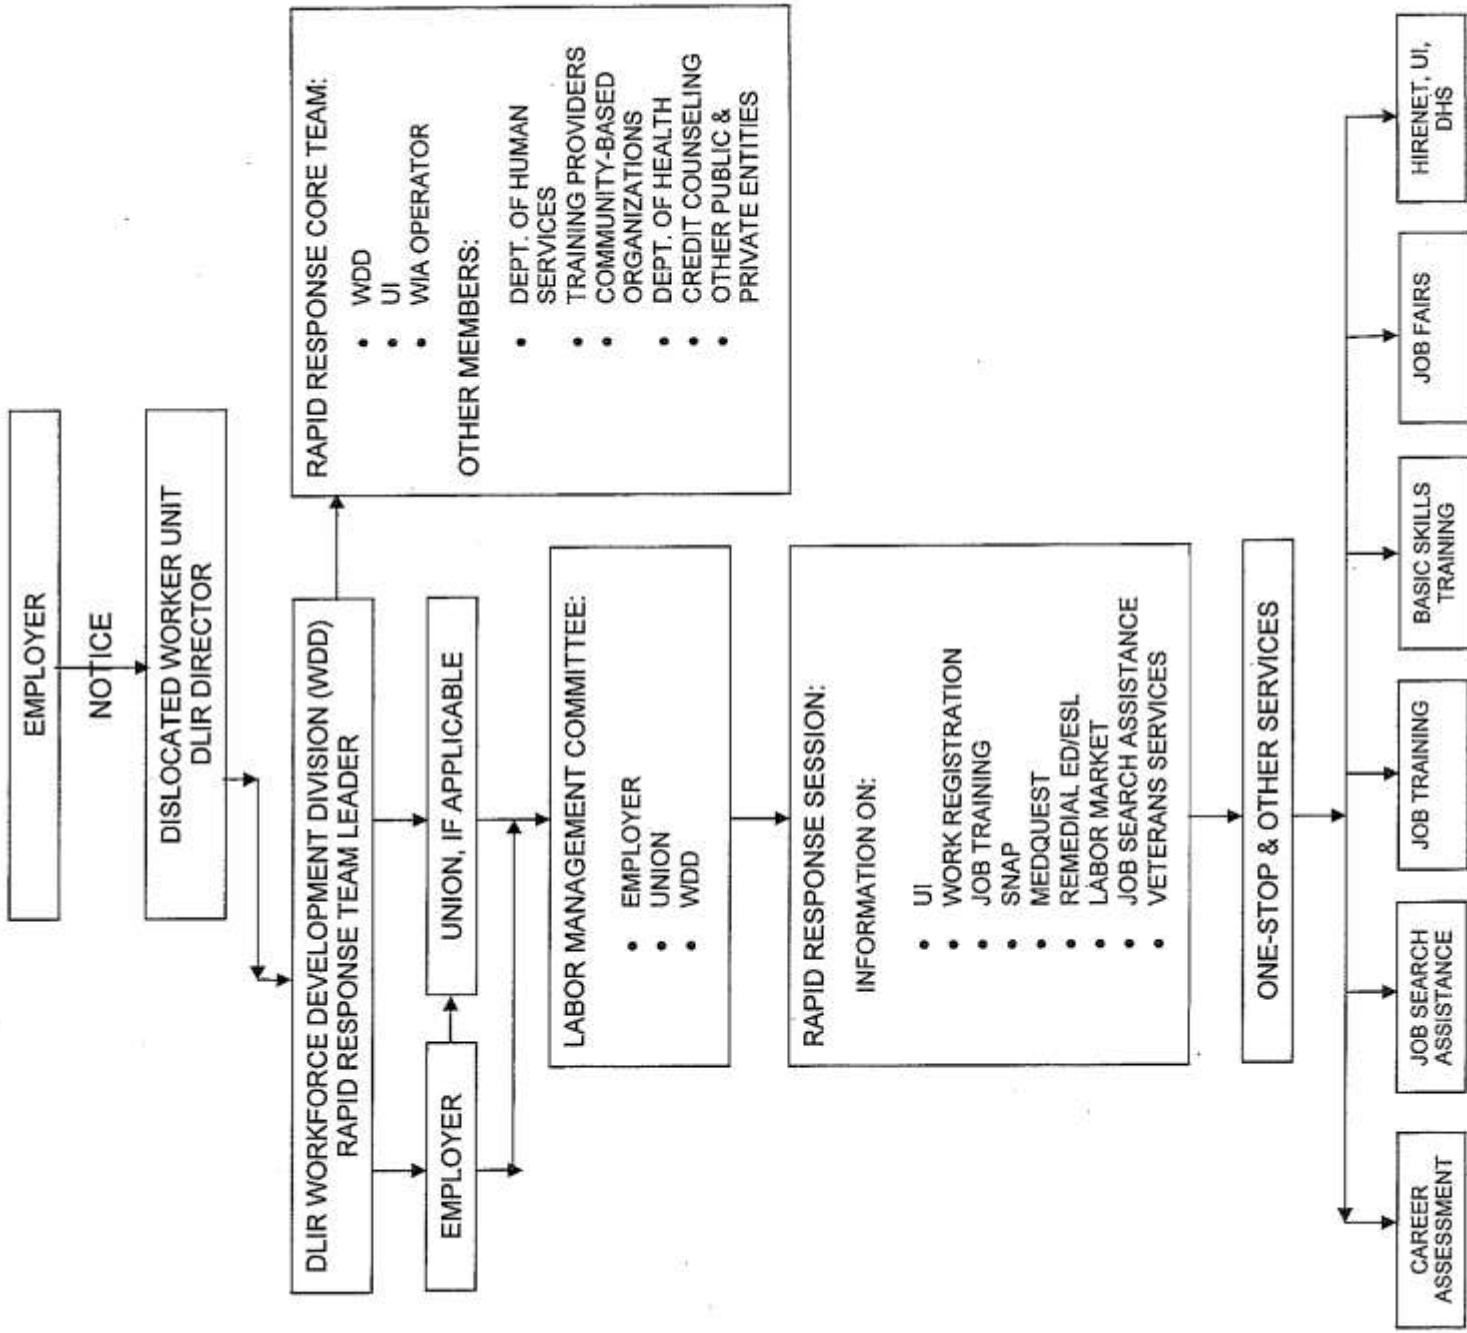 EMPLOYER
NOTICE
DISLOCATED WORKER UNIT
DLIR DIRECTOR
DLIR WORKFORCE DEVELOPMENT DIVISION (WDD)
RAPID RESPONSE TEAM LEADER
RAPID RESPONSE CORE TEAM:
• WDD
• UI
• WIA OPERATOR
OTHER MEMBERS:
• DEPT. OF HUMAN
SERVICES
• TRAINING PROVIDERS
• COMMUNITY-BASED
ORGANIZATIONS
• DEPT. OF HEALTH
• CREDIT COUNSELING
• OTHER PUBLIC &
PRIVATE ENTITIES
EMPLOYER
UNION, IF APPLICABLE
LABOR MANAGEMENT COMMITTEE:
• EMPLOYER
• UNION
• WDD
RAPID RESPONSE SESSION:
INFORMATION ON:
• UI
• WORK REGISTRATION
• JOB TRAINING
• SNAP
• MEDQUEST
• REMEDIAL ED/ESL
• LABOR MARKET
• JOB SEARCH ASSISTANCE
• VETERANS SERVICES
ONE-STOP & OTHER SERVICES
CAREER
ASSESSMENT
JOB SEARCH
ASSISTANCE
JOB TRAINING
BASIC SKILLS
TRAINING
JOB FAIRS
HIRENET, UI,
DHS